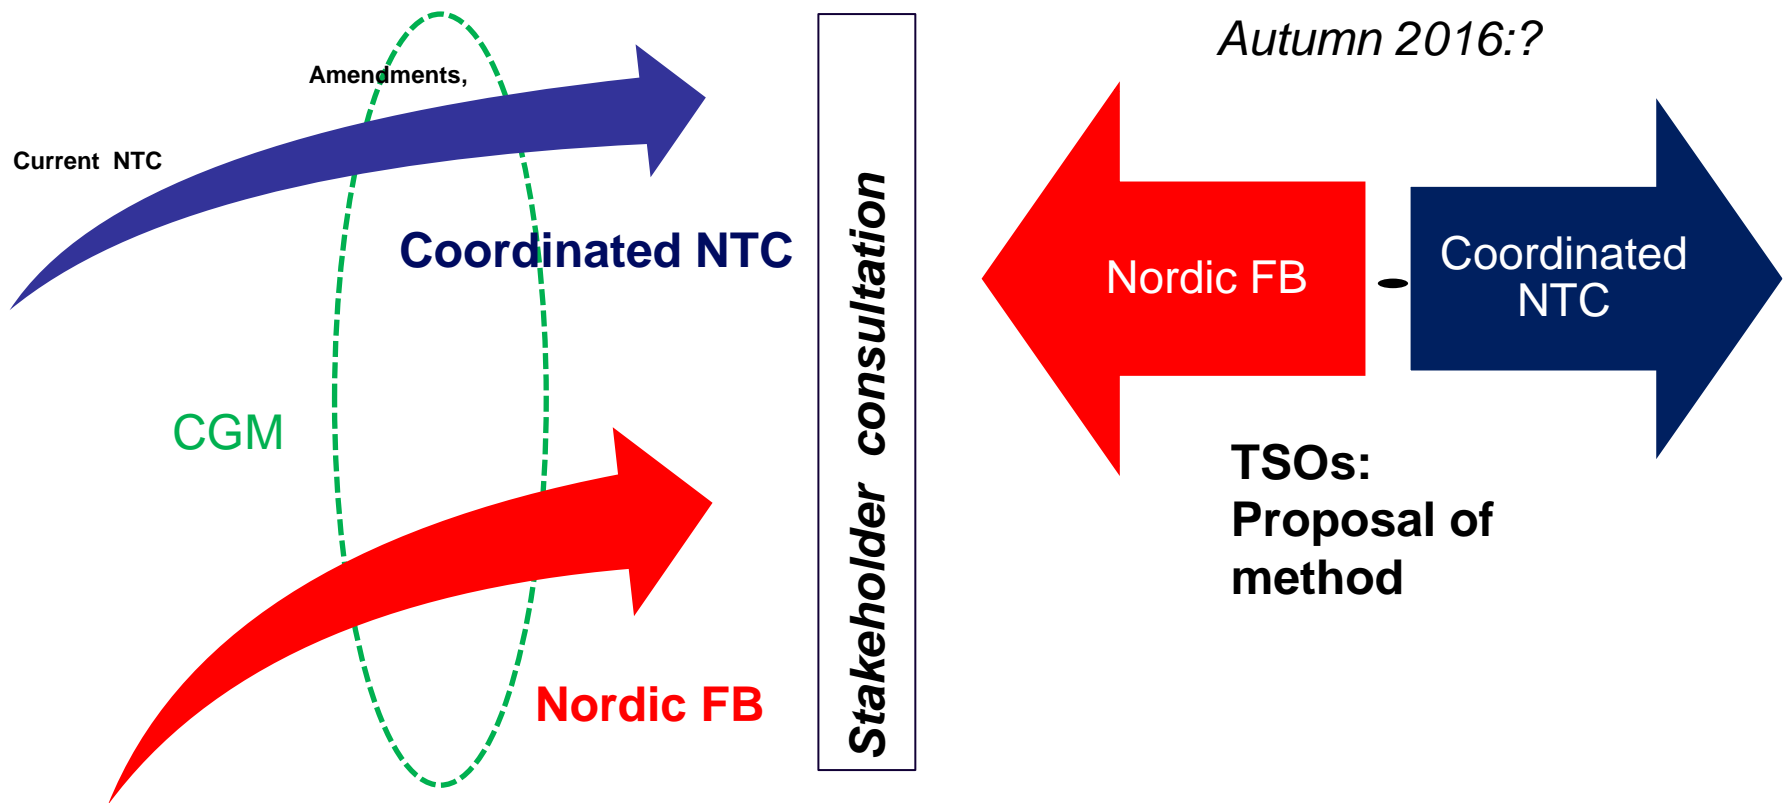 Amendments,
Current NTC
Coordinated NTC
CGM
Nordic FB
Stakeholder consultation
Autumn 2016:?
Nordic FB
-
Coordinated
NTC
TSOs:
Proposal of
method